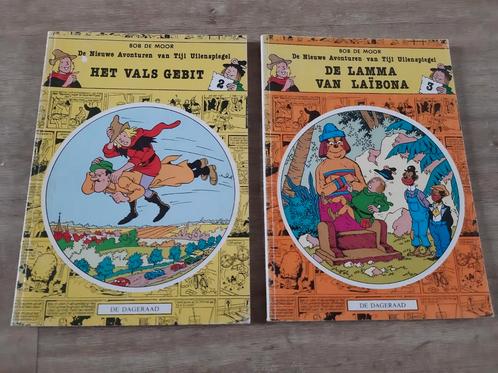 BOB DE MOOR
De Nieuwe Avonturen van Tijl Uilenspiegel
HET VALS GEBIT
2
DE DAGERAAD
BOB DE MOOR
De Nieuwe Avonturen van Tijl Uilenspiegel
DE LAMMA
VAN LAÏBONA
3
DE DAGERAAD